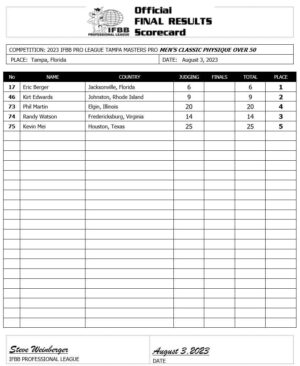 Official
FINAL RESULTS
Scorecard
IFBB
PROFESSIONAL LEAGUE
COMPETITION: 2023 IFBB PRO LEAGUE TAMPA MASTERS PRO MEN'S CLASSIC PHYSIQUE OVER 50
PLACE: Tampa, Florida DATE: August 3, 2023
No NAME COUNTRY JUDGING FINALS TOTAL PLACE
17 Eric Berger Jacksonville, Florida 6 6 1
46 Kirt Edwards Johnston, Rhode Island 9 9 2
73 Phil Martin Elgin, Illinois 20 20 4
74 Randy Watson Fredericksburg, Virginia 14 14 3
75 Kevin Mei Houston, Texas 25 25 5
Steve Weinberger August 3, 2023
IFBB PROFESSIONAL LEAGUE DATE